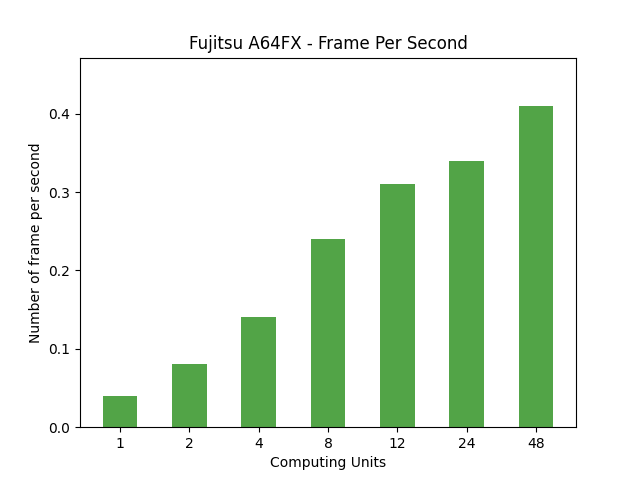 Fujitsu A64FX - Frame Per Second
Number of frame per second
0.4
0.3
0.2
0.1
0.0
1 2 4 8 12 24 48
Computing Units